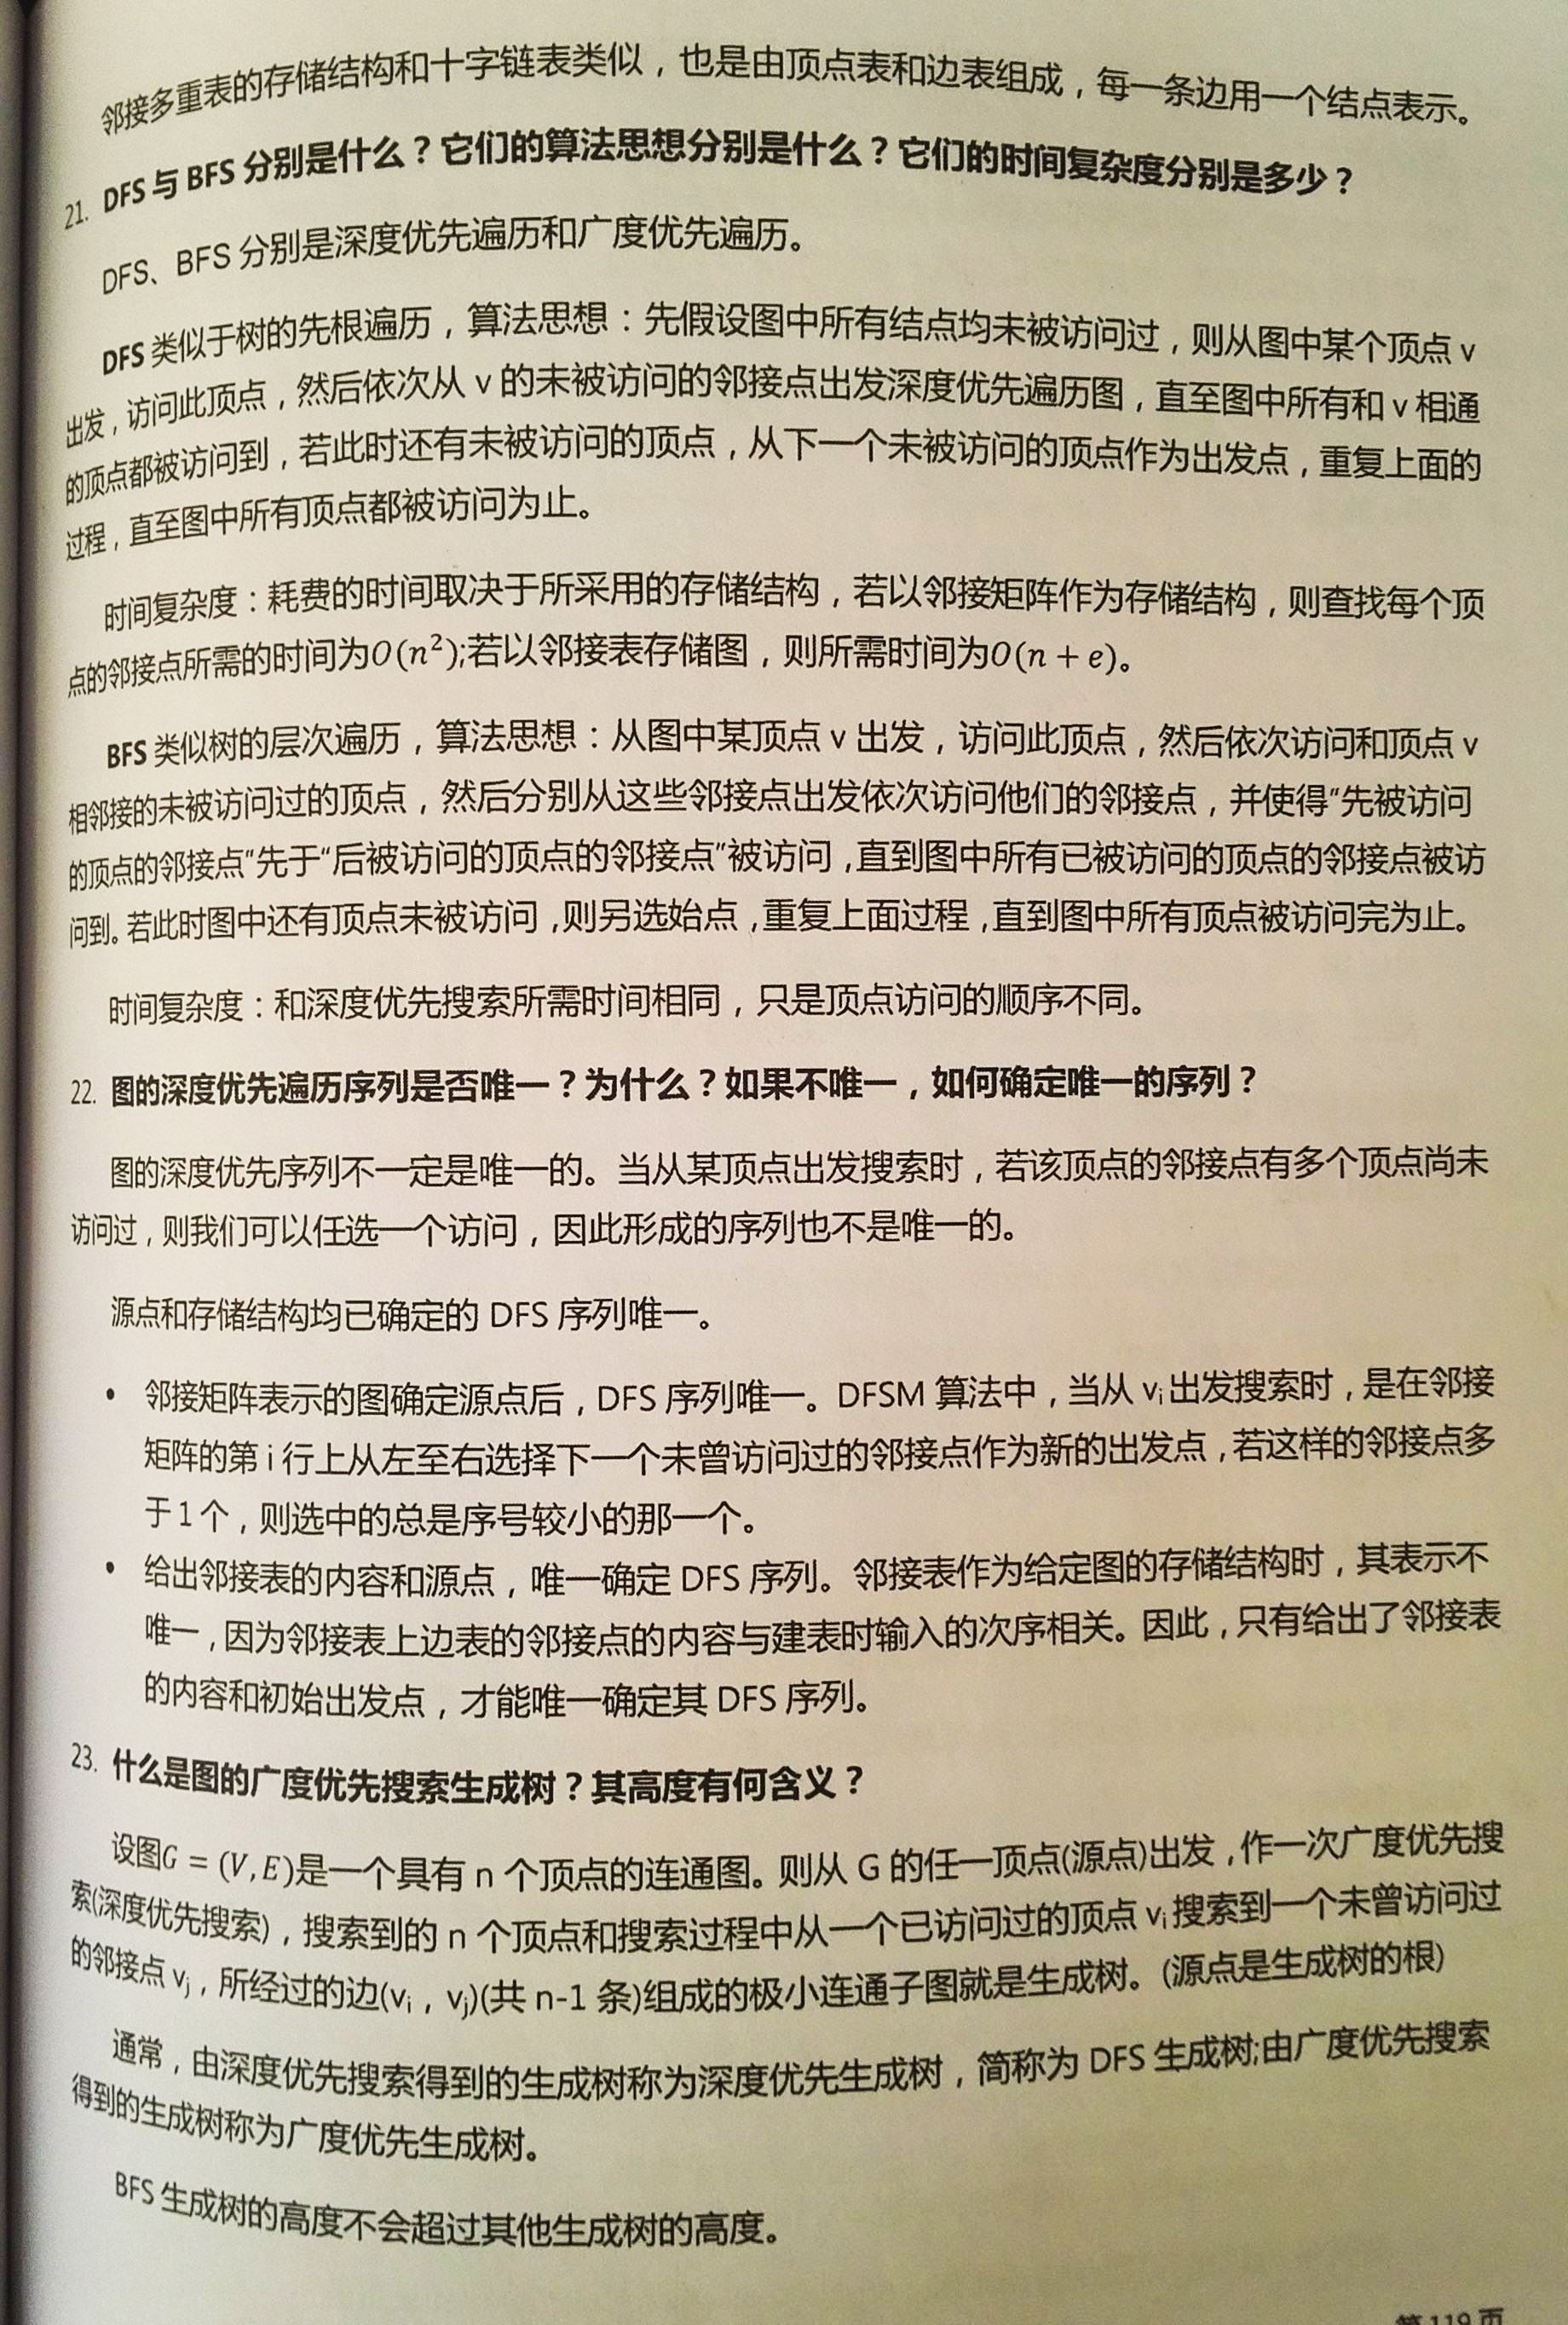 邻接多重表的存储结构和十字链表类似，也是由顶点表和边表组成，每一条边用一个结点表示。
21. DFS 与 BFS 分别是什么？它们的算法思想分别是什么？它们的时间复杂度分别是多少？
DFS、BFS 分别是深度优先遍历和广度优先遍历。
DFS 类似于树的先根遍历，算法思想：先假设图中所有结点均未被访问过，则从图中某个顶点 v
出发，访问此顶点，然后依次从 v 的未被访问的邻接点出发深度优先遍历图，直至图中所有和 v 相通
的顶点都被访问到，若此时还有未被访问的顶点，从下一个未被访问的顶点作为出发点，重复上面的
过程，直至图中所有顶点都被访问为止。
时间复杂度：耗费的时间取决于所采用的存储结构，若以邻接矩阵作为存储结构，则查找每个顶
点的邻接点所需的时间为O(n²);若以邻接表存储图，则所需时间为O(n + e)。
BFS 类似树的层次遍历，算法思想：从图中某顶点 v 出发，访问此顶点，然后依次访问和顶点 v
相邻接的未被访问过的顶点，然后分别从这些邻接点出发依次访问他们的邻接点，并使得“先被访问
的顶点的邻接点”先于“后被访问的顶点的邻接点”被访问，直到图中所有已被访问的顶点的邻接点被访
问到。若此时图中还有顶点未被访问，则另选始点，重复上面过程，直到图中所有顶点被访问完为止。
时间复杂度：和深度优先搜索所需时间相同，只是顶点访问的顺序不同。
22. 图的深度优先遍历序列是否唯一？为什么？如果不唯一，如何确定唯一的序列？
图的深度优先序列不一定是唯一的。当从某顶点出发搜索时，若该顶点的邻接点有多个顶点尚未
访问过，则我们可以任选一个访问，因此形成的序列也不是唯一的。
源点和存储结构均已确定的 DFS 序列唯一。
• 邻接矩阵表示的图确定源点后，DFS 序列唯一。DFSM 算法中，当从 vᵢ 出发搜索时，是在邻接
矩阵的第 i 行上从左至右选择下一个未曾访问过的邻接点作为新的出发点，若这样的邻接点多
于 1 个，则选中的总是序号较小的那一个。
• 给出邻接表的内容和源点，唯一确定 DFS 序列。邻接表作为给定图的存储结构时，其表示不
唯一，因为邻接表上边表的邻接点的内容与建表时输入的次序相关。因此，只有给出了邻接表
的内容和初始出发点，才能唯一确定其 DFS 序列。
23. 什么是图的广度优先搜索生成树？其高度有何含义？
设图G = (V,E)是一个具有 n 个顶点的连通图。则从 G 的任一顶点(源点)出发，作一次广度优先搜
索(深度优先搜索)，搜索到的 n 个顶点和搜索过程中从一个已访问过的顶点 vᵢ 搜索到一个未曾访问过
的邻接点 vⱼ，所经过的边(vᵢ，vⱼ)(共 n-1 条)组成的极小连通子图就是生成树。(源点是生成树的根)
通常，由深度优先搜索得到的生成树称为深度优先生成树，简称为 DFS 生成树;由广度优先搜索
得到的生成树称为广度优先生成树。
BFS 生成树的高度不会超过其他生成树的高度。
第 119 页